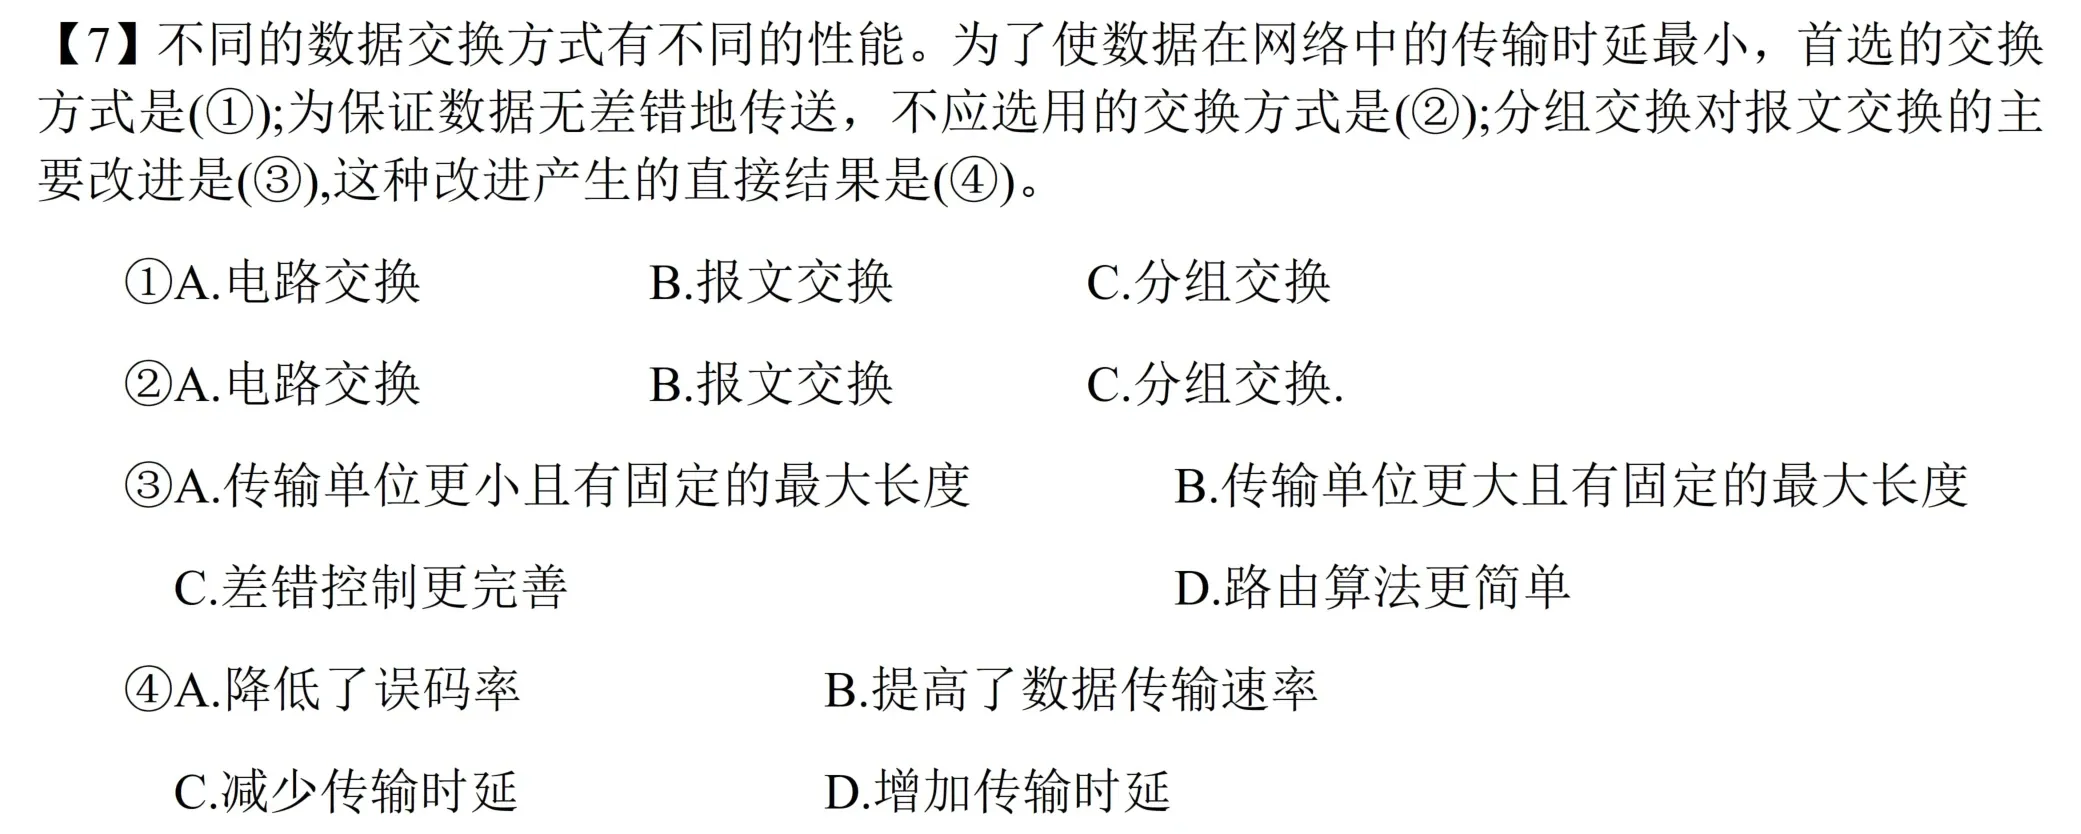 【7】不同的数据交换方式有不同的性能。为了使数据在网络中的传输时延最小，首选的交换
方式是(①);为保证数据无差错地传送，不应选用的交换方式是(②);分组交换对报文交换的主
要改进是(③),这种改进产生的直接结果是(④)。
①A.电路交换 B.报文交换 C.分组交换
②A.电路交换 B.报文交换 C.分组交换.
③A.传输单位更小且有固定的最大长度 B.传输单位更大且有固定的最大长度
C.差错控制更完善 D.路由算法更简单
④A.降低了误码率 B.提高了数据传输速率
C.减少传输时延 D.增加传输时延